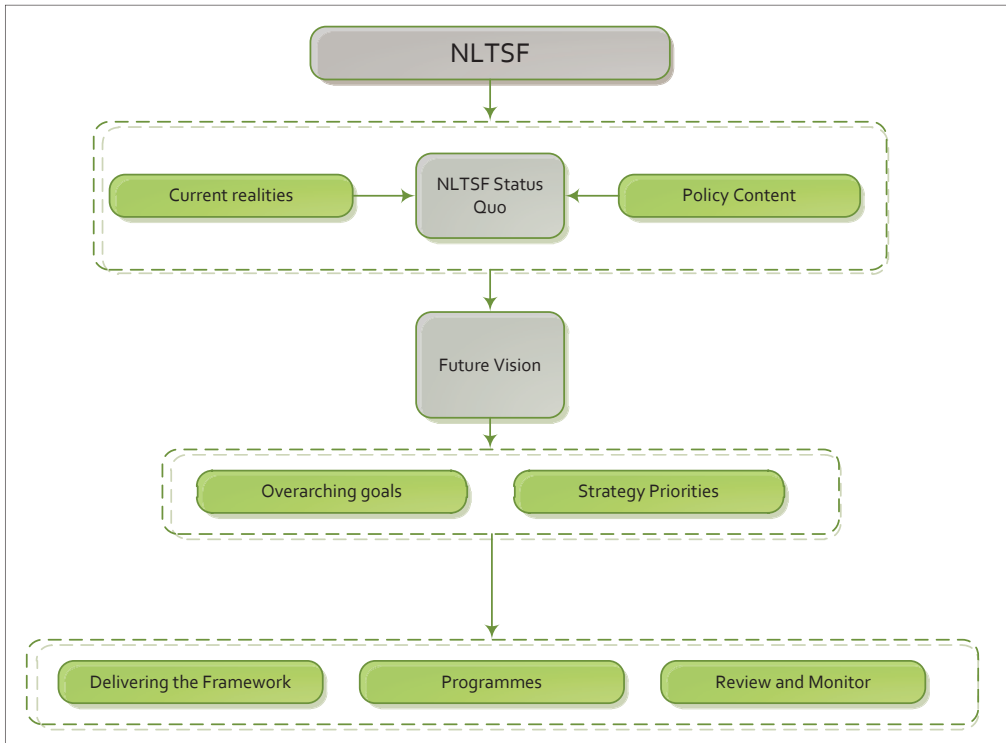 NLTSF
Current realities
NLTSF Status
Quo
Policy Content
Future Vision
Overarching goals
Strategy Priorities
Delivering the Framework
Programmes
Review and Monitor